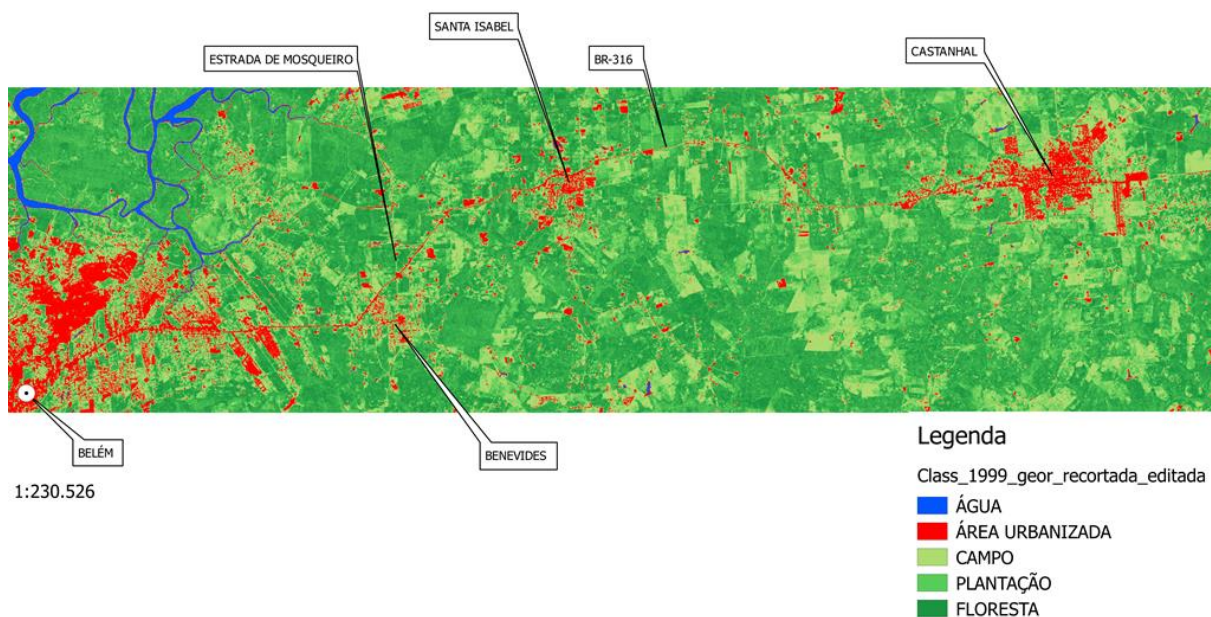 SANTA ISABEL
ESTRADA DE MOSQUEIRO
BR-316
CASTANHAL
BELÉM
BENEVIDES
1:230.526
Legenda
Class_1999_geor_recortada_editada
ÁGUA
ÁREA URBANIZADA
CAMPO
PLANTAÇÃO
FLORESTA